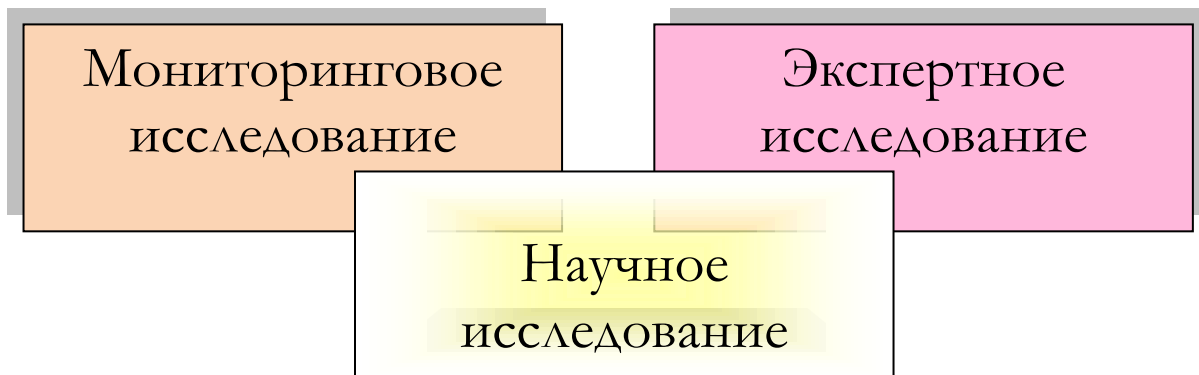 Мониторинговое
исследование
Экспертное
исследование
Научное
исследование